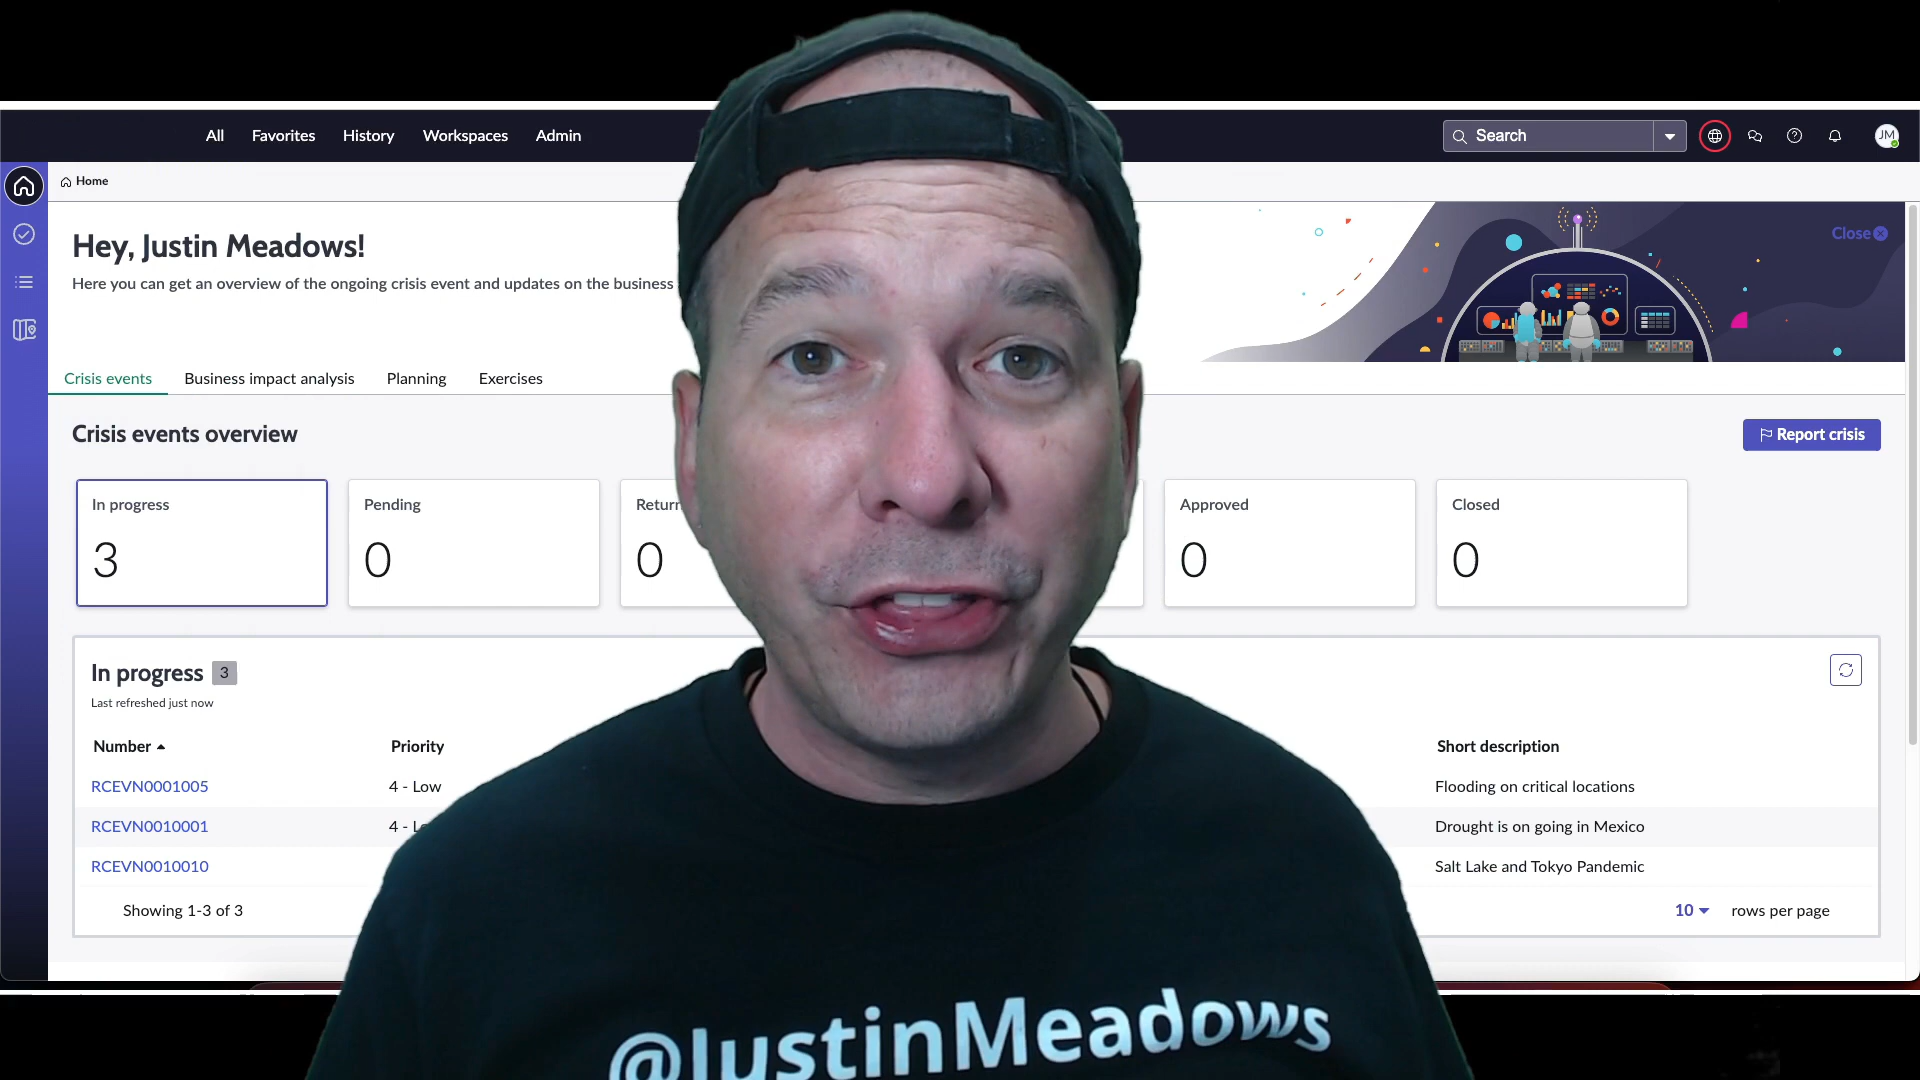 All Favorites History Workspaces Admin Search JM
Home
Hey, Justin Meadows!
Close
Here you can get an overview of the ongoing crisis event and updates on the business
Crisis events Business impact analysis Planning Exercises
Crisis events overview
Report crisis
In progress Pending Approved Closed
3 0 0 0 0
In progress 3
Last refreshed just now
Number Priority Short description
RCEVN0001005 4 - Low Flooding on critical locations
RCEVN0010001 4 - Drought is on going in Mexico
RCEVN0010010 Salt Lake and Tokyo Pandemic
Showing 1-3 of 3 10 rows per page
@JustinMeadows